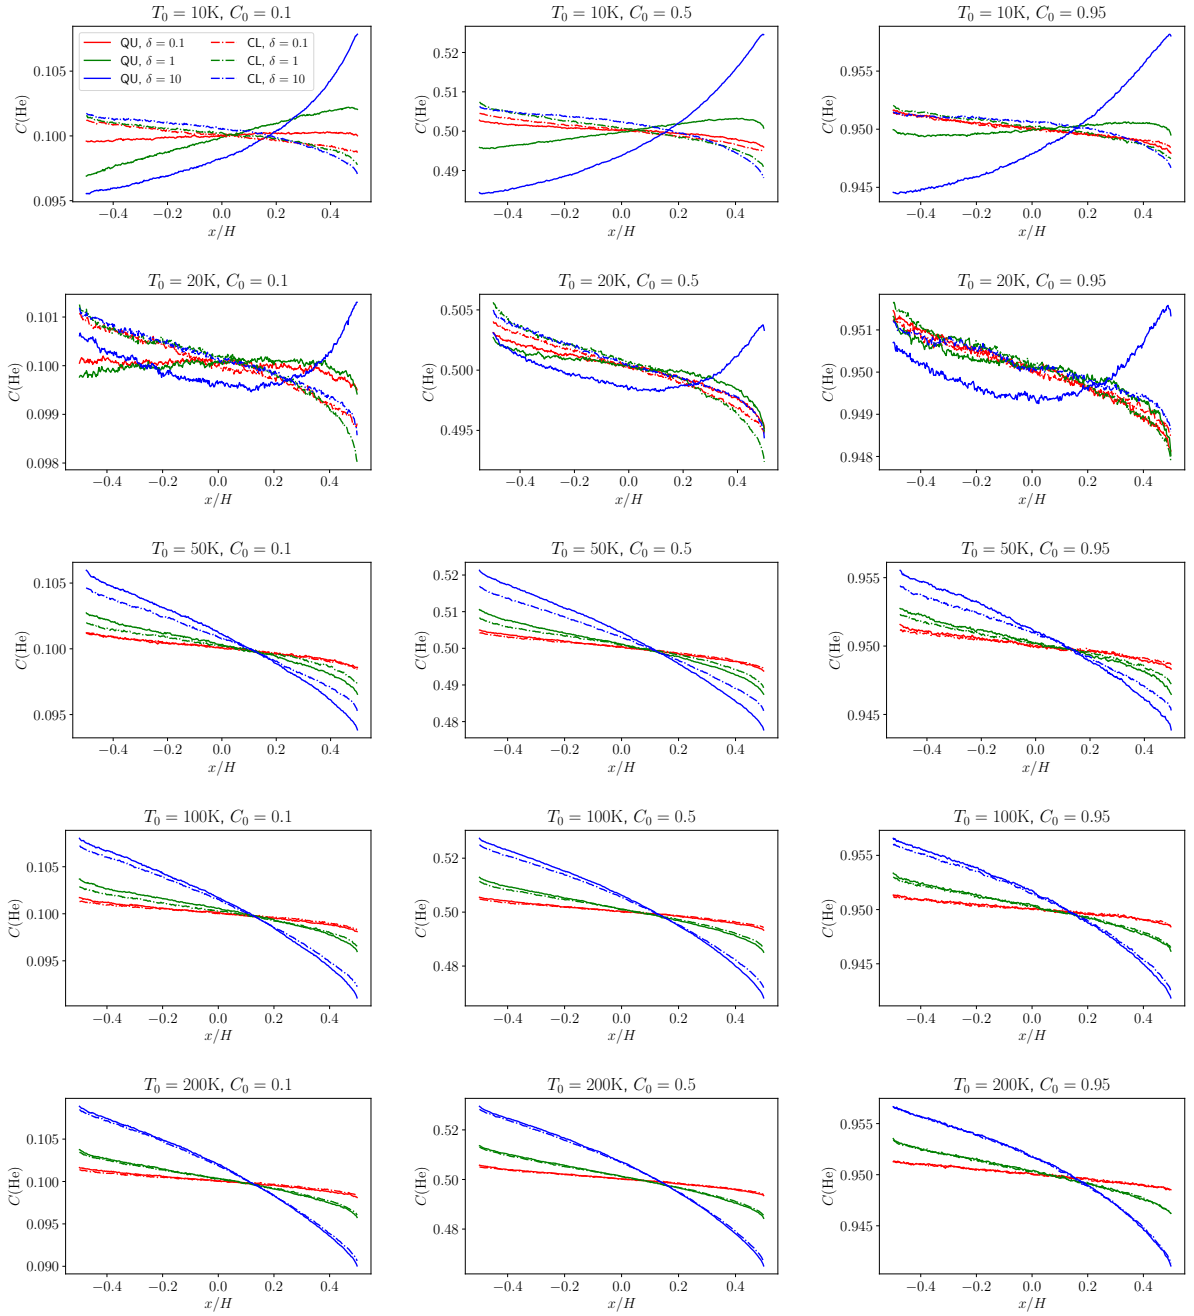 T₀ = 10K, C₀ = 0.1
T₀ = 10K, C₀ = 0.5
T₀ = 10K, C₀ = 0.95
QU, δ = 0.1
QU, δ = 1
QU, δ = 10
CL, δ = 0.1
CL, δ = 1
CL, δ = 10
C(He)
0.105
0.100
0.095
−0.4 −0.2 0.0 0.2 0.4
x/H
C(He)
0.52
0.51
0.50
0.49
−0.4 −0.2 0.0 0.2 0.4
x/H
C(He)
0.955
0.950
0.945
−0.4 −0.2 0.0 0.2 0.4
x/H
T₀ = 20K, C₀ = 0.1
T₀ = 20K, C₀ = 0.5
T₀ = 20K, C₀ = 0.95
C(He)
0.101
0.100
0.099
0.098
−0.4 −0.2 0.0 0.2 0.4
x/H
C(He)
0.505
0.500
0.495
−0.4 −0.2 0.0 0.2 0.4
x/H
C(He)
0.951
0.950
0.949
0.948
−0.4 −0.2 0.0 0.2 0.4
x/H
T₀ = 50K, C₀ = 0.1
T₀ = 50K, C₀ = 0.5
T₀ = 50K, C₀ = 0.95
C(He)
0.105
0.100
0.095
−0.4 −0.2 0.0 0.2 0.4
x/H
C(He)
0.52
0.51
0.50
0.49
0.48
−0.4 −0.2 0.0 0.2 0.4
x/H
C(He)
0.955
0.950
0.945
−0.4 −0.2 0.0 0.2 0.4
x/H
T₀ = 100K, C₀ = 0.1
T₀ = 100K, C₀ = 0.5
T₀ = 100K, C₀ = 0.95
C(He)
0.105
0.100
0.095
−0.4 −0.2 0.0 0.2 0.4
x/H
C(He)
0.52
0.50
0.48
−0.4 −0.2 0.0 0.2 0.4
x/H
C(He)
0.955
0.950
0.945
−0.4 −0.2 0.0 0.2 0.4
x/H
T₀ = 200K, C₀ = 0.1
T₀ = 200K, C₀ = 0.5
T₀ = 200K, C₀ = 0.95
C(He)
0.105
0.100
0.095
0.090
−0.4 −0.2 0.0 0.2 0.4
x/H
C(He)
0.52
0.50
0.48
−0.4 −0.2 0.0 0.2 0.4
x/H
C(He)
0.955
0.950
0.945
−0.4 −0.2 0.0 0.2 0.4
x/H